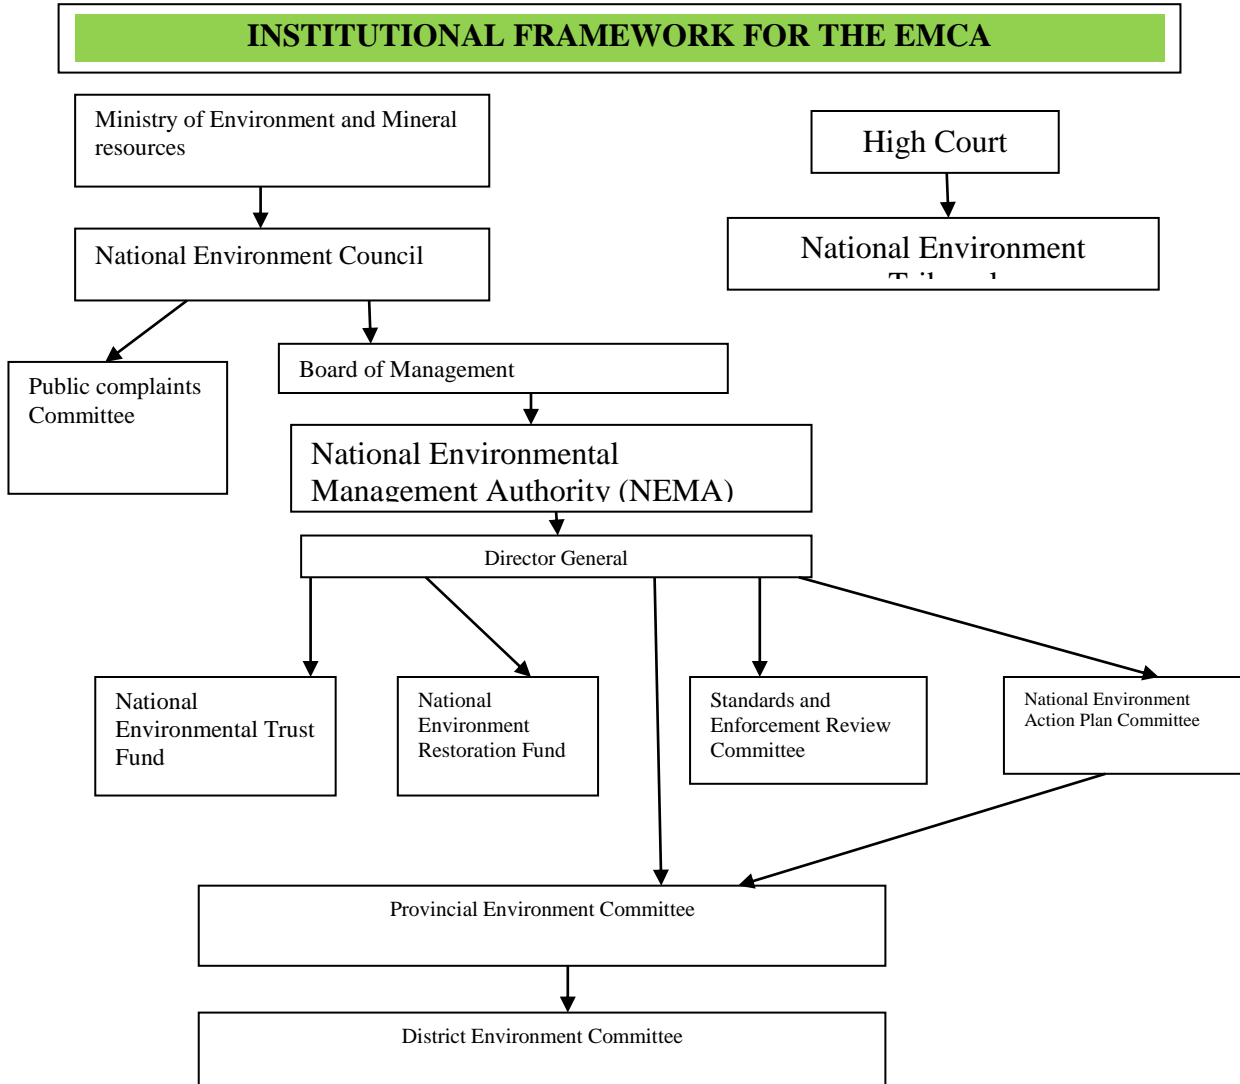 INSTITUTIONAL FRAMEWORK FOR THE EMCA
Ministry of Environment and Mineral
resources
High Court
National Environment Council
National Environment
Tribunal
Public complaints
Committee
Board of Management
National Environmental
Management Authority (NEMA)
Director General
National
Environmental Trust
Fund
National
Environment
Restoration Fund
Standards and
Enforcement Review
Committee
National Environment
Action Plan Committee
Provincial Environment Committee
District Environment Committee